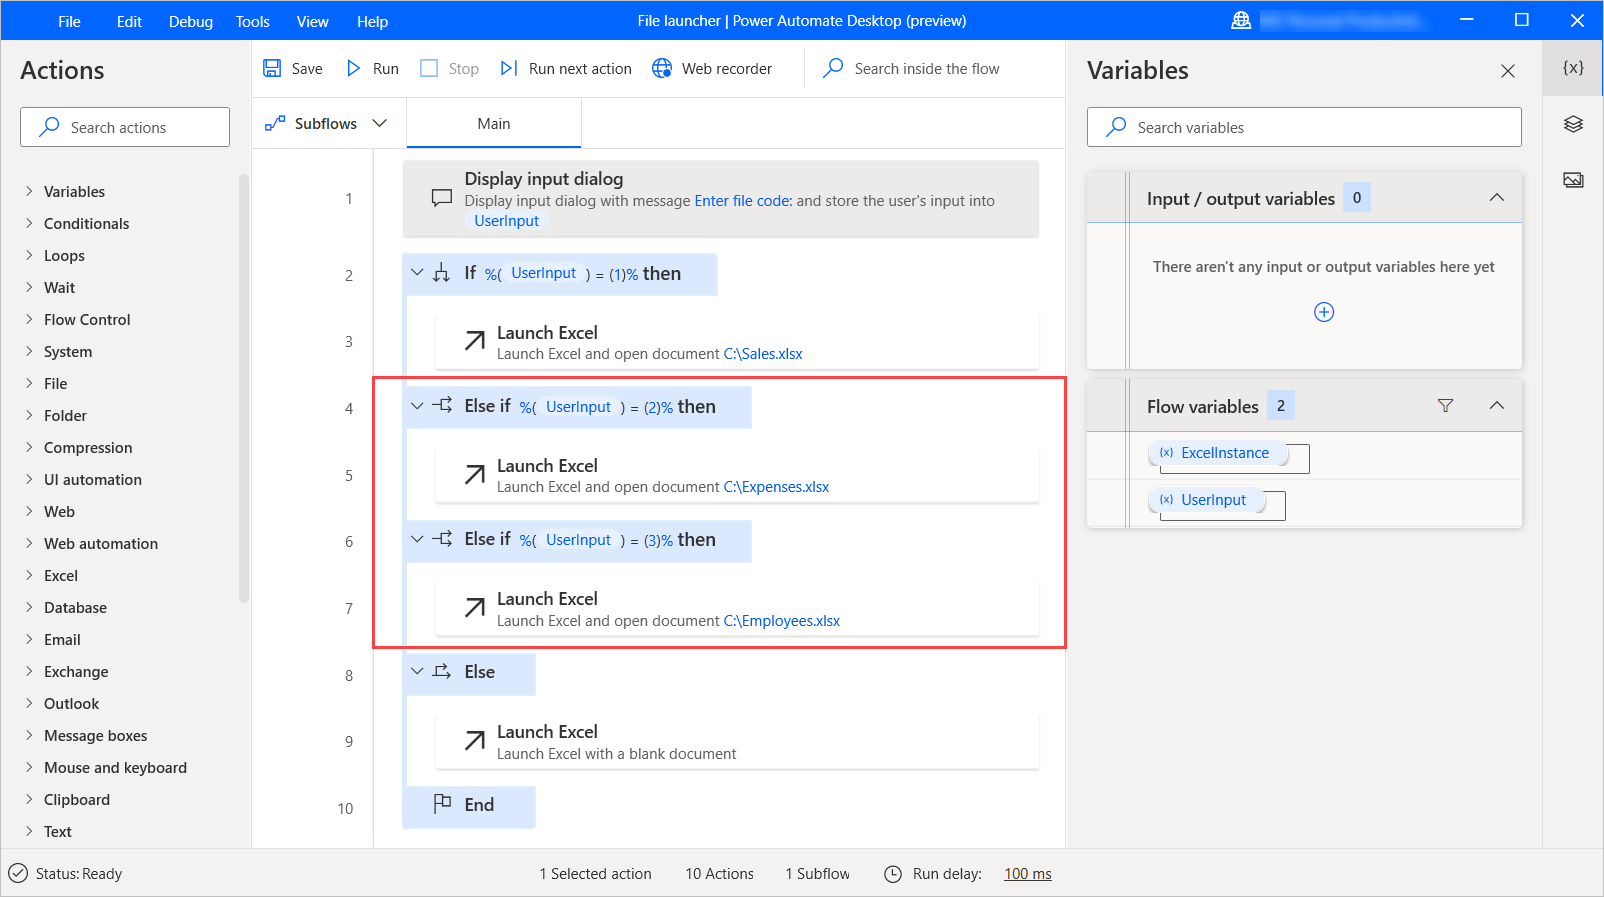 File Edit Debug Tools View Help
File launcher | Power Automate Desktop (preview)
Actions
Search actions
Variables
Conditionals
Loops
Wait
Flow Control
System
File
Folder
Compression
UI automation
Web
Web automation
Excel
Database
Email
Exchange
Outlook
Message boxes
Mouse and keyboard
Clipboard
Text
Save Run Stop Run next action Web recorder Search inside the flow
Subflows Main
1 Display input dialog
Display input dialog with message Enter file code: and store the user's input into
UserInput
2 If %( UserInput ) = (1)% then
3 Launch Excel
Launch Excel and open document C:\Sales.xlsx
4 Else if %( UserInput ) = (2)% then
5 Launch Excel
Launch Excel and open document C:\Expenses.xlsx
6 Else if %( UserInput ) = (3)% then
7 Launch Excel
Launch Excel and open document C:\Employees.xlsx
8 Else
9 Launch Excel
Launch Excel with a blank document
10 End
Variables
{x}
Search variables
Input / output variables 0
There aren't any input or output variables here yet
Flow variables 2
{x} ExcelInstance
{x} UserInput
Status: Ready 1 Selected action 10 Actions 1 Subflow Run delay: 100 ms